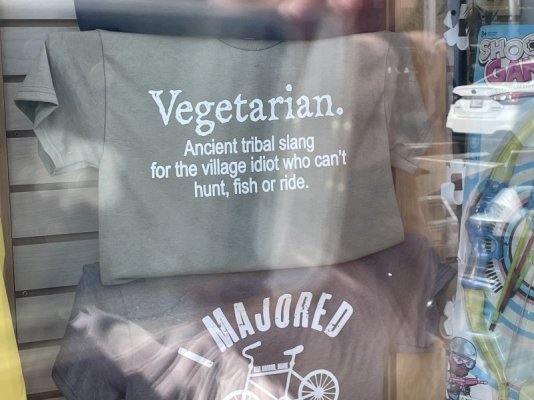 Vegetarian.
Ancient tribal slang
for the village idiot who can't
hunt, fish or ride.
I MAJORED